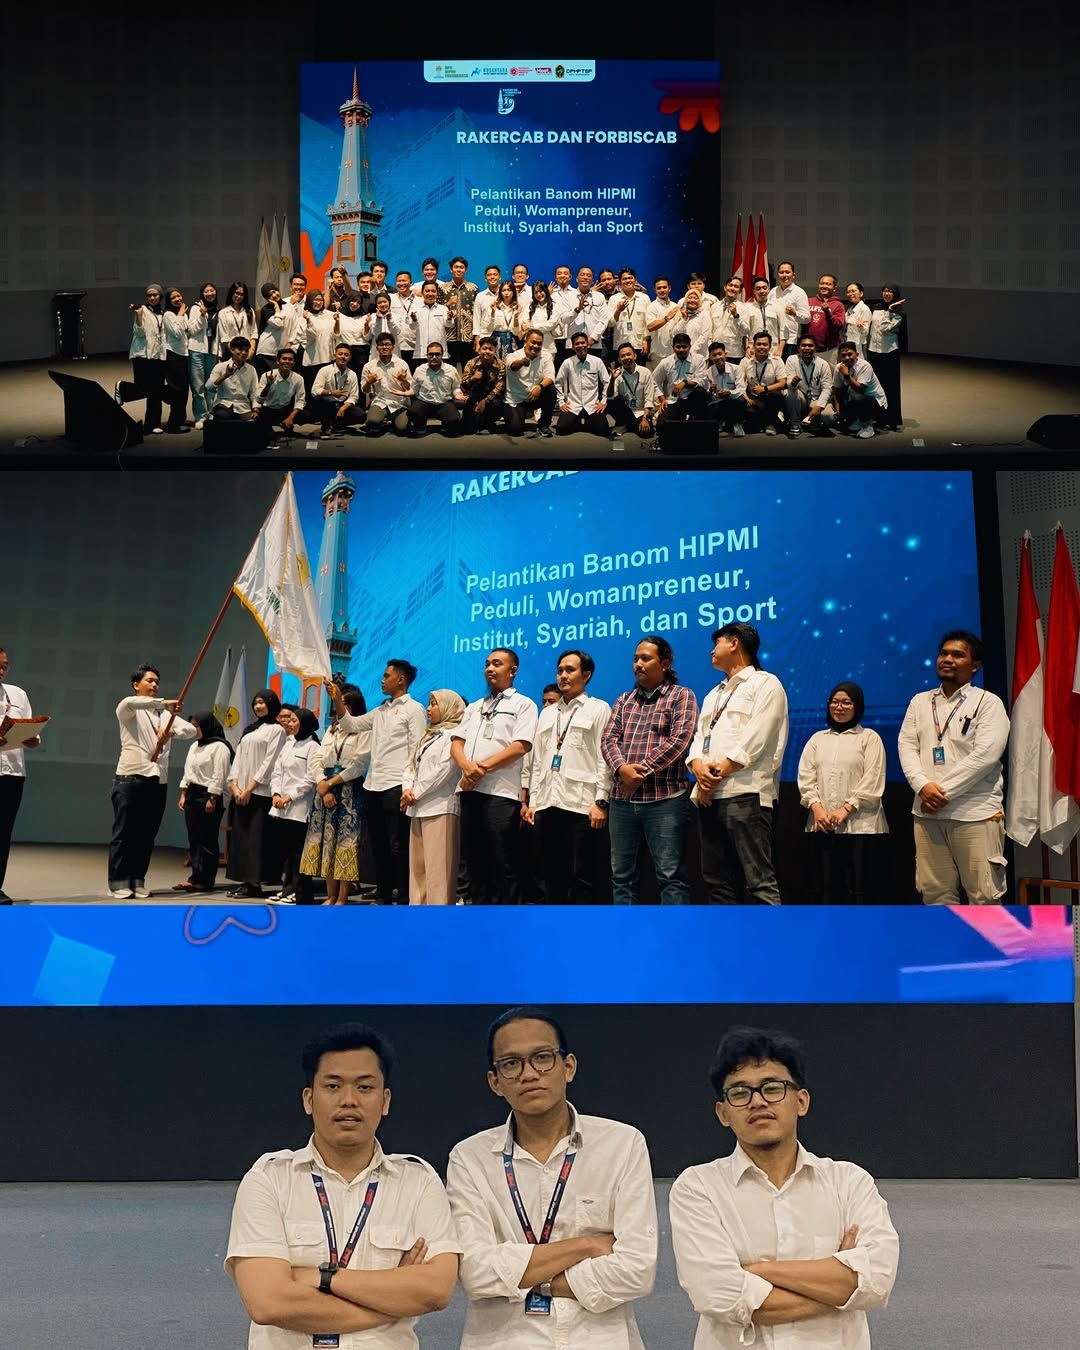 NUSANTARA
RAKERCAB DAN FORBISCAB
Pelantikan Banom HIPMI
Peduli, Womanpreneur,
Institut, Syariah, dan Sport
RAKERCAB
Pelantikan Banom HIPMI
Peduli, Womanpreneur,
Institut, Syariah, dan Sport